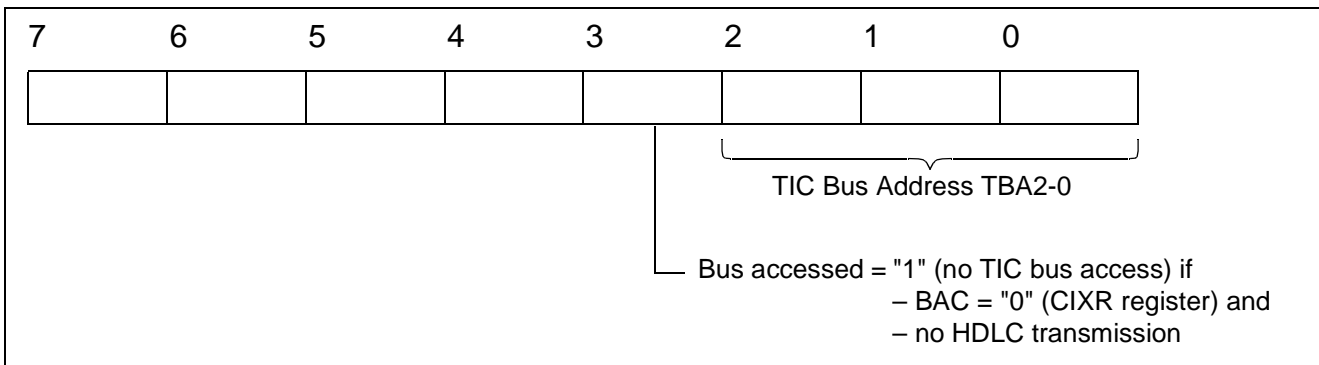 7 6 5 4 3 2 1 0
TIC Bus Address TBA2-0
Bus accessed = "1" (no TIC bus access) if
– BAC = "0" (CIXR register) and
– no HDLC transmission